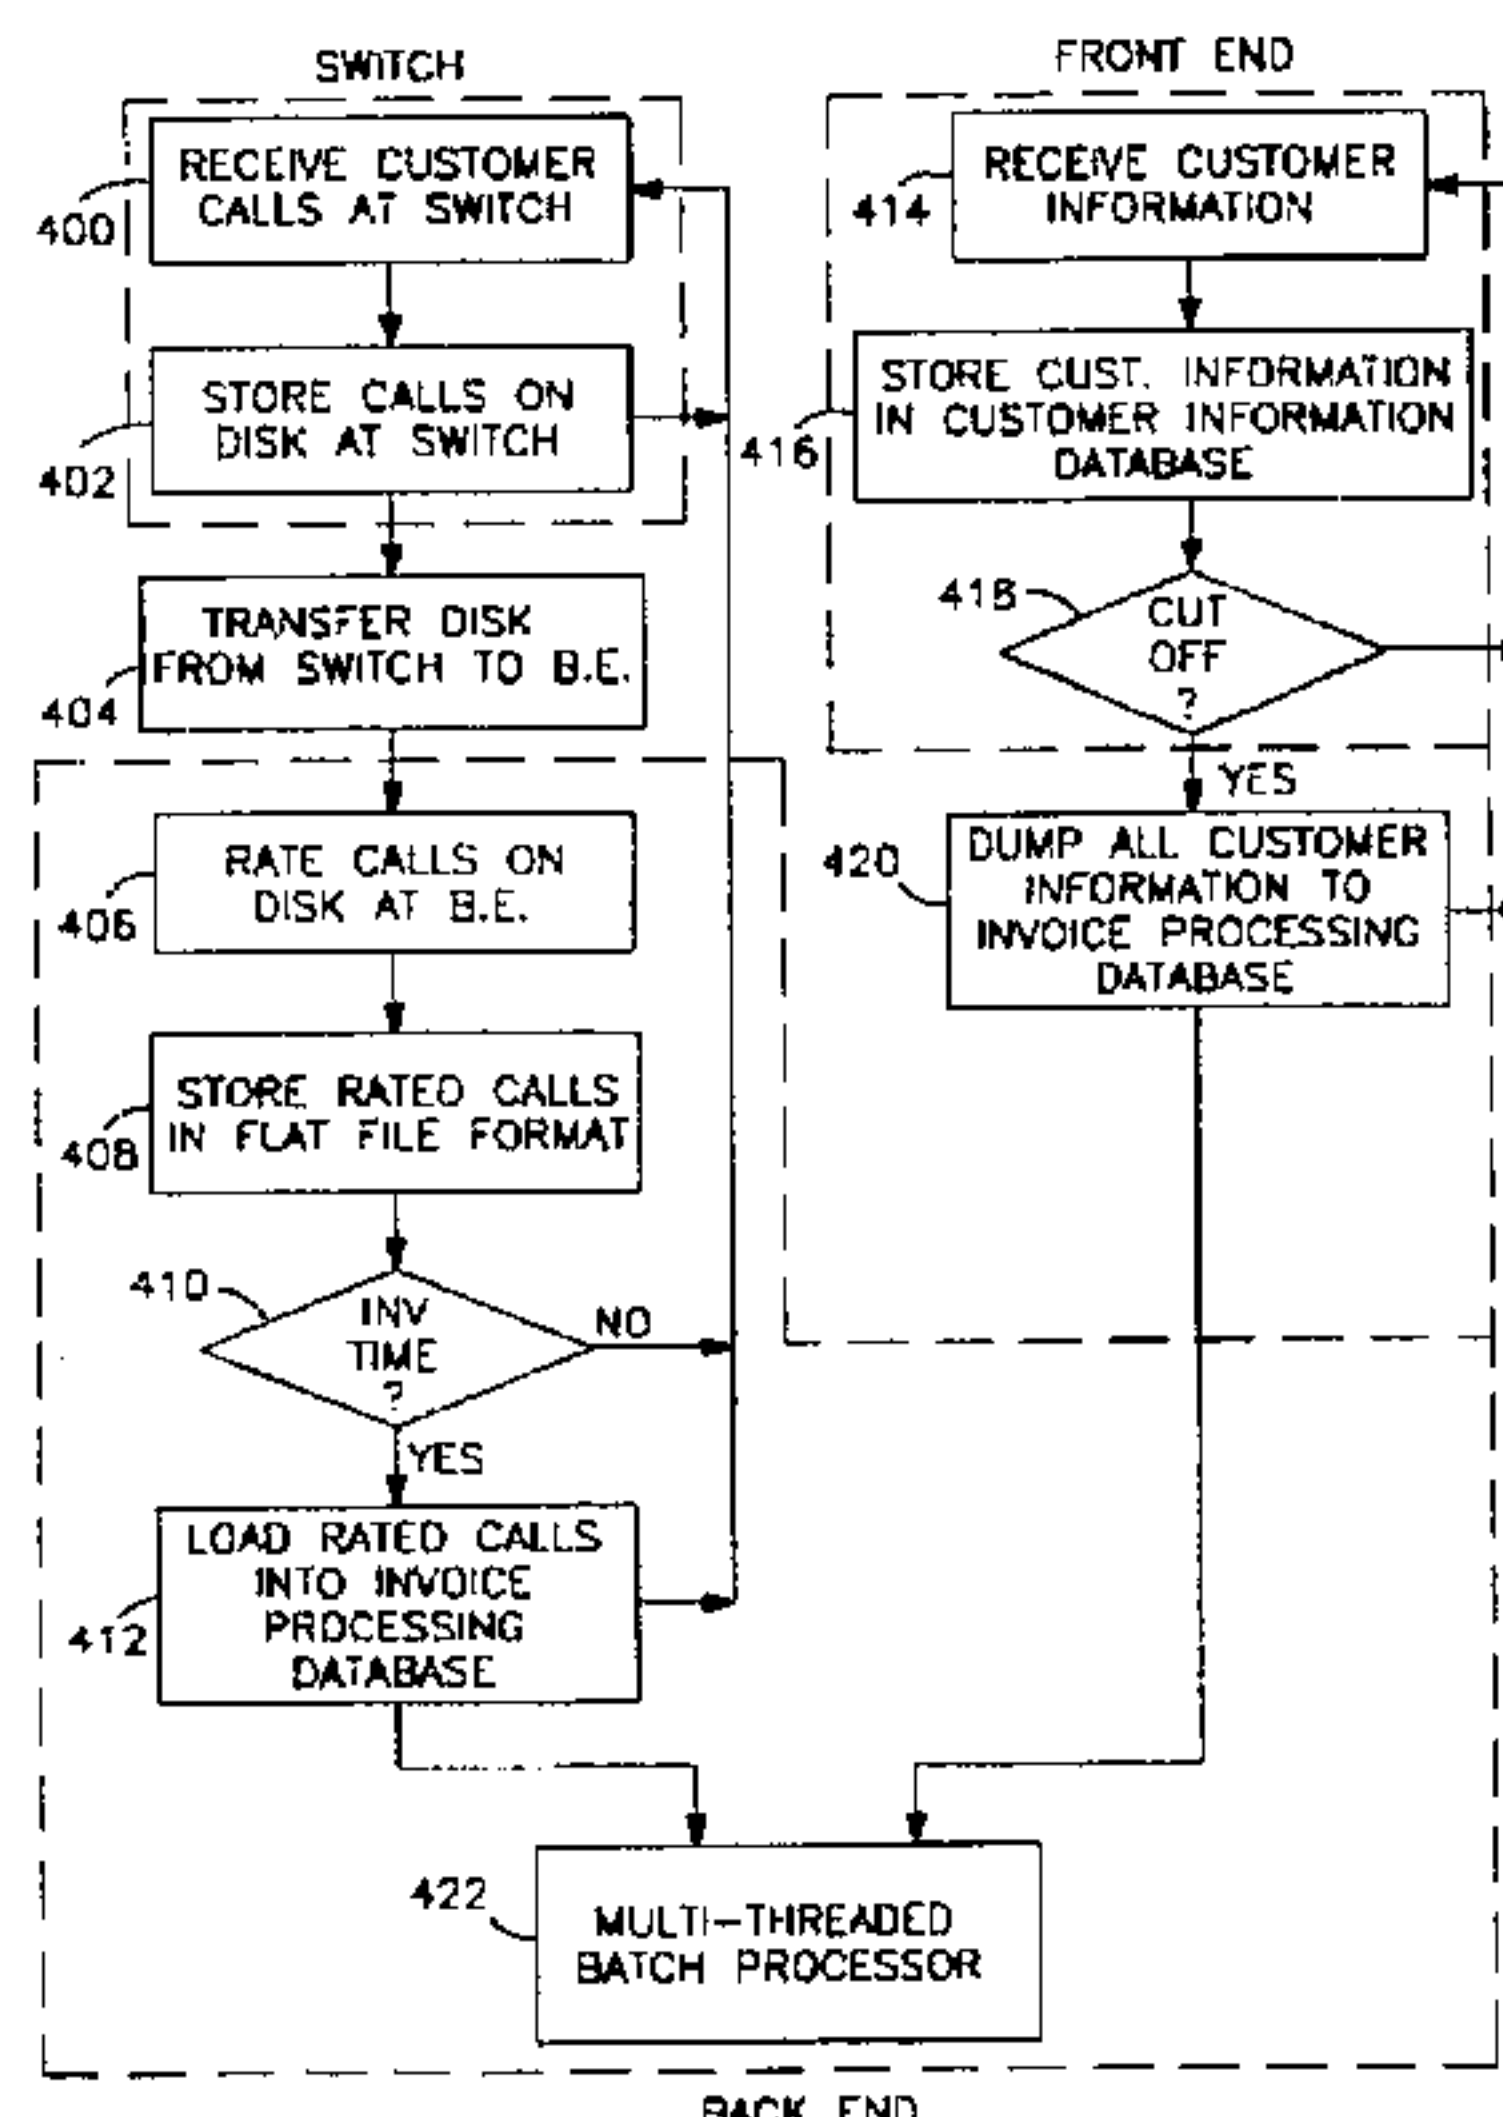 SWITCH
RECEIVE CUSTOMER
CALLS AT SWITCH
400
STORE CALLS ON
DISK AT SWITCH
402
TRANSFER DISK
FROM SWITCH TO B.E.
404
RATE CALLS ON
DISK AT B.E.
406
STORE RATED CALLS
IN FLAT FILE FORMAT
408
410
INV
TIME
?
NO
YES
LOAD RATED CALLS
INTO INVOICE
PROCESSING
DATABASE
412
FRONT END
RECEIVE CUSTOMER
INFORMATION
414
STORE CUST. INFORMATION
IN CUSTOMER INFORMATION
DATABASE
416
418
CUT
OFF
?
YES
DUMP ALL CUSTOMER
INFORMATION TO
INVOICE PROCESSING
DATABASE
420
422
MULTI-THREADED
BATCH PROCESSOR
BACK END